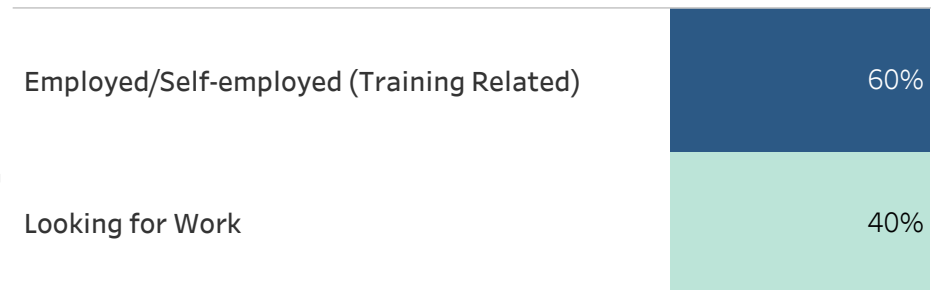 Employed/Self-employed (Training Related) 60%
Looking for Work 40%